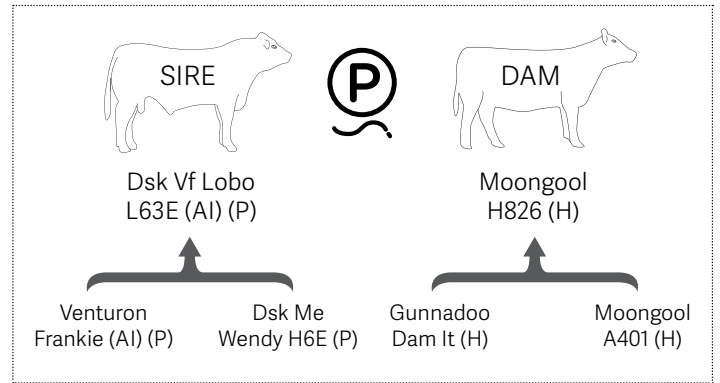 SIRE
P
DAM
Dsk Vf Lobo
L63E (AI) (P)
Moongool
H826 (H)
Venturon
Frankie (AI) (P)
Dsk Me
Wendy H6E (P)
Gunnadoo
Dam It (H)
Moongool
A401 (H)